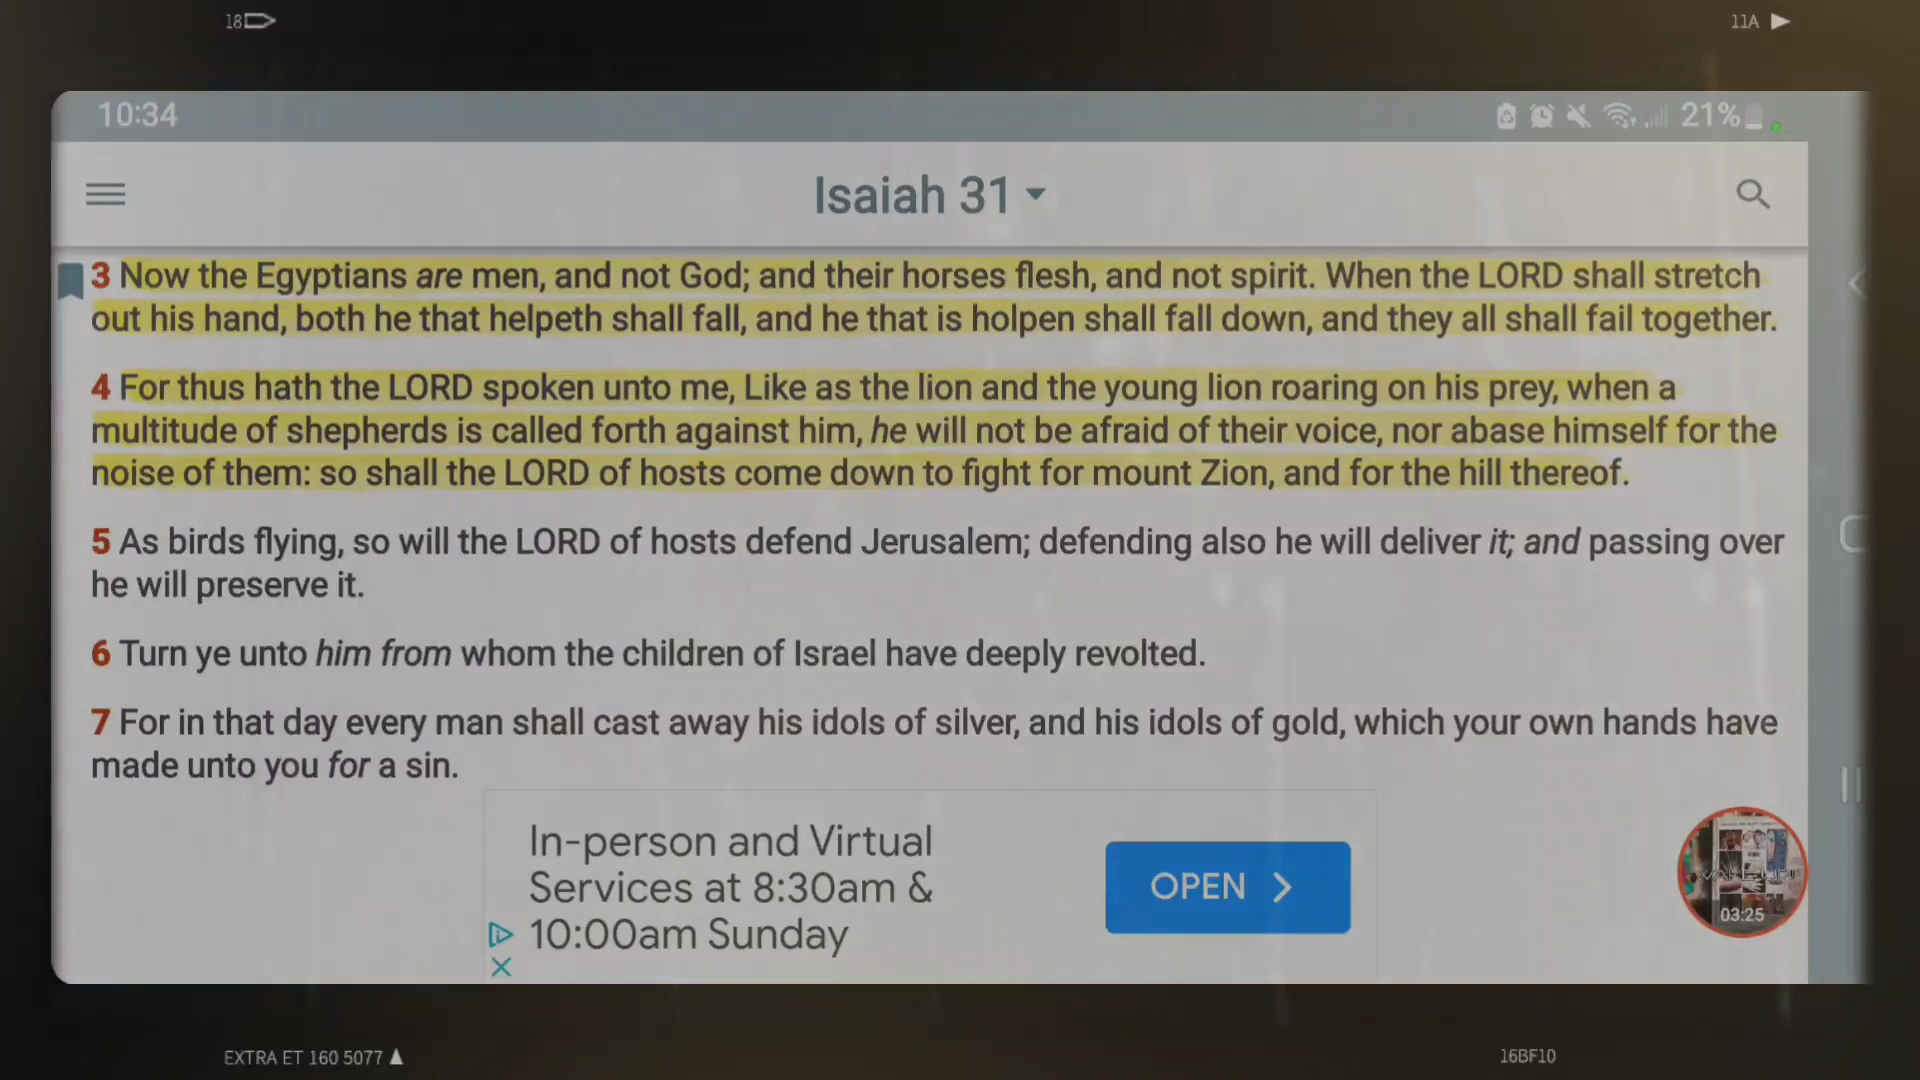 18
11A
10:34
21%
Isaiah 31
3 Now the Egyptians are men, and not God; and their horses flesh, and not spirit. When the LORD shall stretch
out his hand, both he that helpeth shall fall, and he that is holpen shall fall down, and they all shall fail together.
4 For thus hath the LORD spoken unto me, Like as the lion and the young lion roaring on his prey, when a
multitude of shepherds is called forth against him, he will not be afraid of their voice, nor abase himself for the
noise of them: so shall the LORD of hosts come down to fight for mount Zion, and for the hill thereof.
5 As birds flying, so will the LORD of hosts defend Jerusalem; defending also he will deliver it; and passing over
he will preserve it.
6 Turn ye unto him from whom the children of Israel have deeply revolted.
7 For in that day every man shall cast away his idols of silver, and his idols of gold, which your own hands have
made unto you for a sin.
In-person and Virtual
Services at 8:30am &
10:00am Sunday
OPEN
03:25
EXTRA ET 160 5077
16BF10